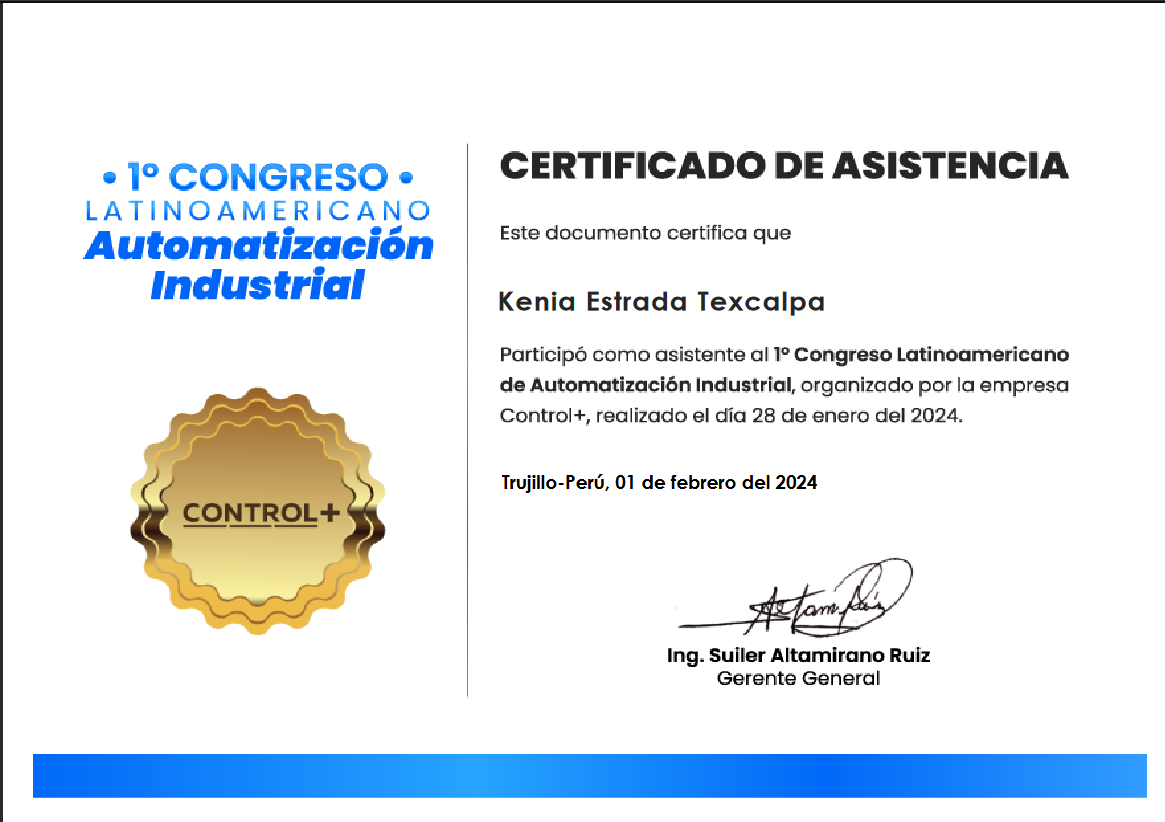 • 1° CONGRESO •
LATINOAMERICANO
Automatización
Industrial
CONTROL+
CERTIFICADO DE ASISTENCIA
Este documento certifica que
Kenia Estrada Texcalpa
Participó como asistente al 1° Congreso Latinoamericano
de Automatización Industrial, organizado por la empresa
Control+, realizado el día 28 de enero del 2024.
Trujillo-Perú, 01 de febrero del 2024
Ing. Suiler Altamirano Ruiz
Gerente General